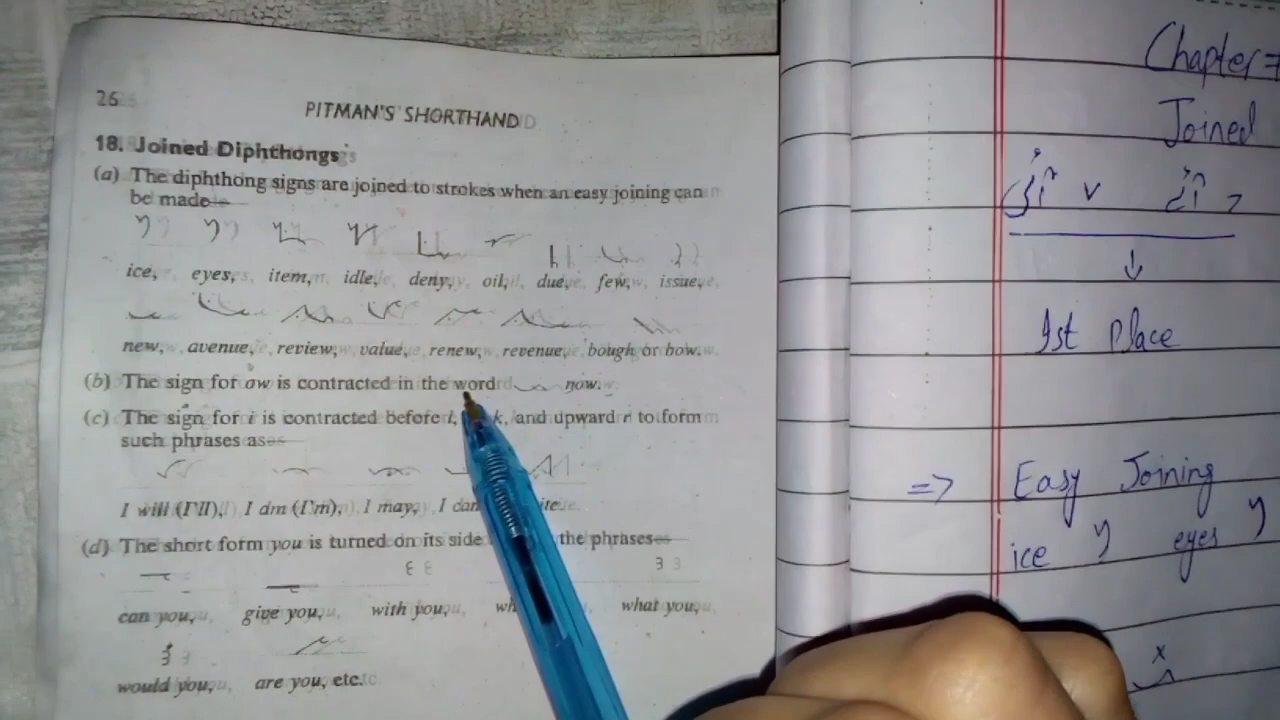 26
PITMAN'S SHORTHAND
18. Joined Diphthongs
(a) The diphthong signs are joined to strokes when an easy joining can
be made
ice, eyes, item, idle, deny, oil, due, few, issue,
new, avenue, review, value, renew, revenue, bough or bow.
(b) The sign for ow is contracted in the word now.
(c) The sign for i is contracted before l, k, and upward r to form
such phrases as
I will (I'll), I am (I'm), I may, I can
(d) The short form you is turned on its side the phrases
can you, give you, with you, what you,
would you, are you, etc.
Chapter
Joined
1st Place
=> Easy Joining
ice eyes